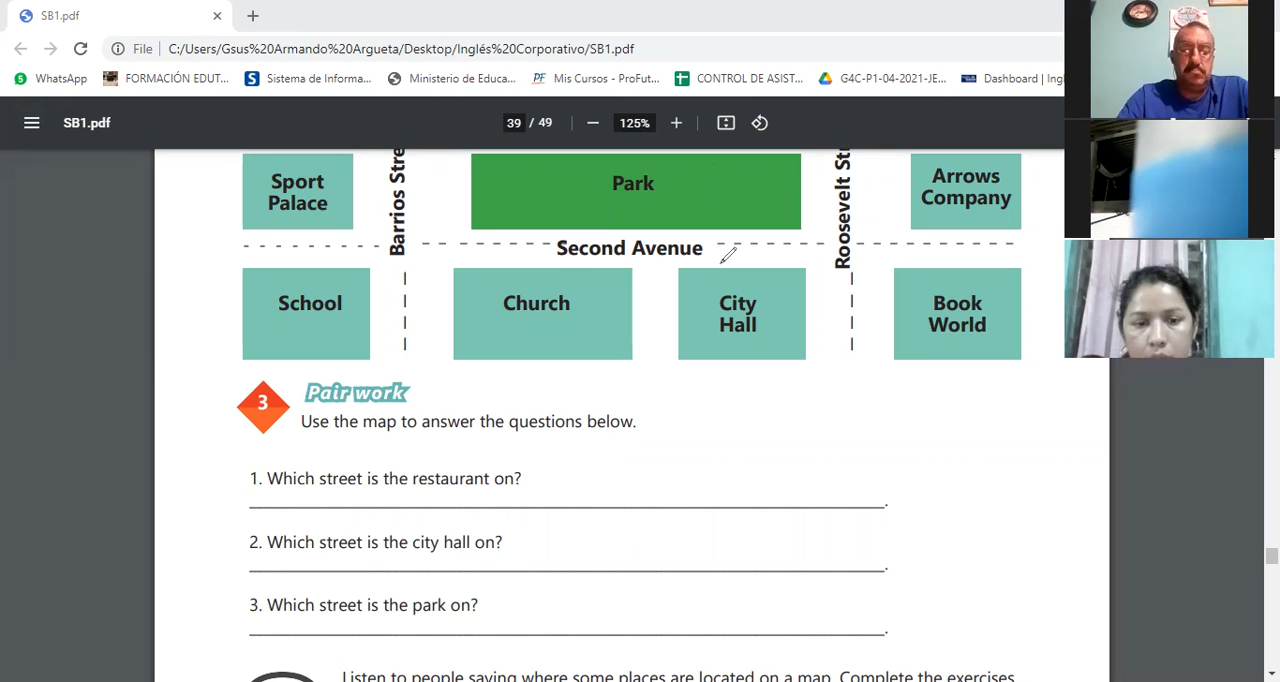 SB1.pdf
File
C:/Users/Gsus%20Armando%20Argueta/Desktop/Inglés%20Corporativo/SB1.pdf
WhatsApp FORMACIÓN EDUT... Sistema de Informa... Ministerio de Educa... Mis Cursos - ProFut... CONTROL DE ASIST... G4C-P1-04-2021-JE... Dashboard | Ingl
SB1.pdf 39 / 49 125%
Sport Palace
Barrios Stre
Park
Roosevelt St
Arrows Company
Second Avenue
School
Church
City Hall
Book World
3 Pair work
Use the map to answer the questions below.
1. Which street is the restaurant on?
2. Which street is the city hall on?
3. Which street is the park on?
Listen to people saying where some places are located on a map. Complete the exercises